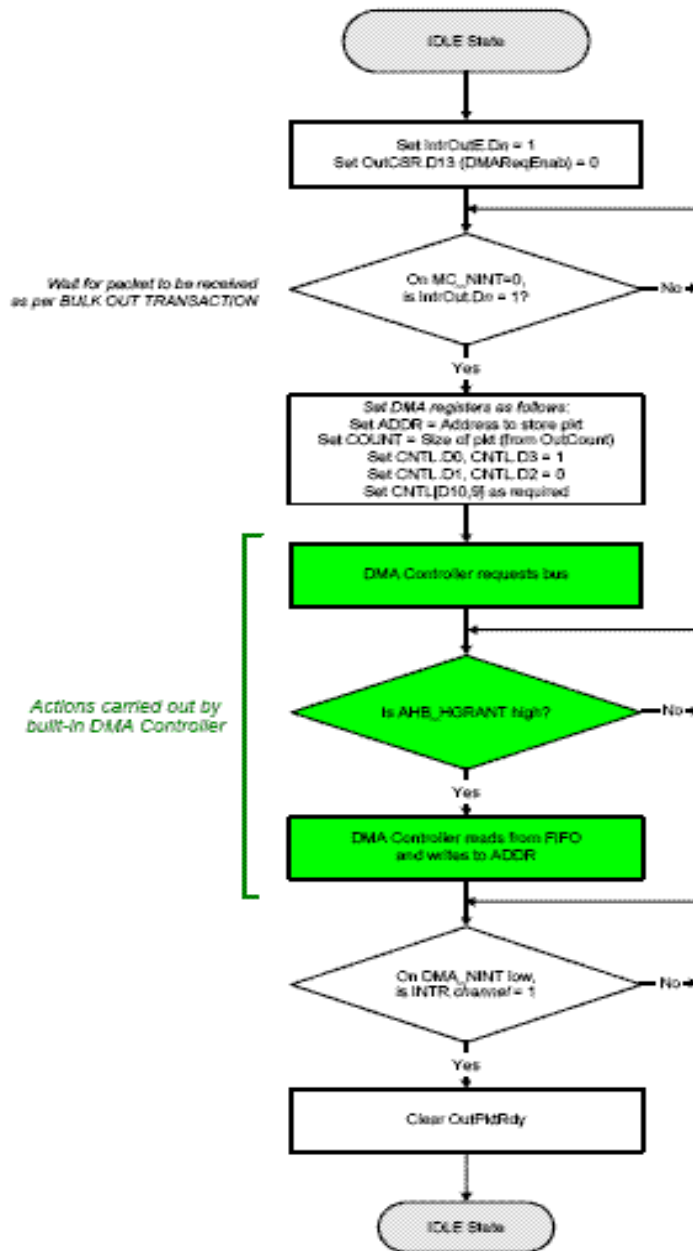 IDLE State
Set IntrOutE.Dn = 1
Set OutCSR.D13 (DMAReqEnab) = 0
Wait for packet to be received
as per BULK OUT TRANSACTION
On MC_NINT=0,
is IntrOut.Dn = 1?
No
Yes
Set DMA registers as follows:
Set ADDR = Address to store pkt
Set COUNT = Size of pkt (from OutCount)
Set CNTL.D0, CNTL.D3 = 1
Set CNTL.D1, CNTL.D2 = 0
Set CNTL[D10,9] as required
DMA Controller requests bus
Actions carried out by
built-in DMA Controller
Is AHB_HGRANT high?
No
Yes
DMA Controller reads from FIFO
and writes to ADDR
On DMA_NINT low,
is INTR.channel = 1
No
Yes
Clear OutPktRdy
IDLE State